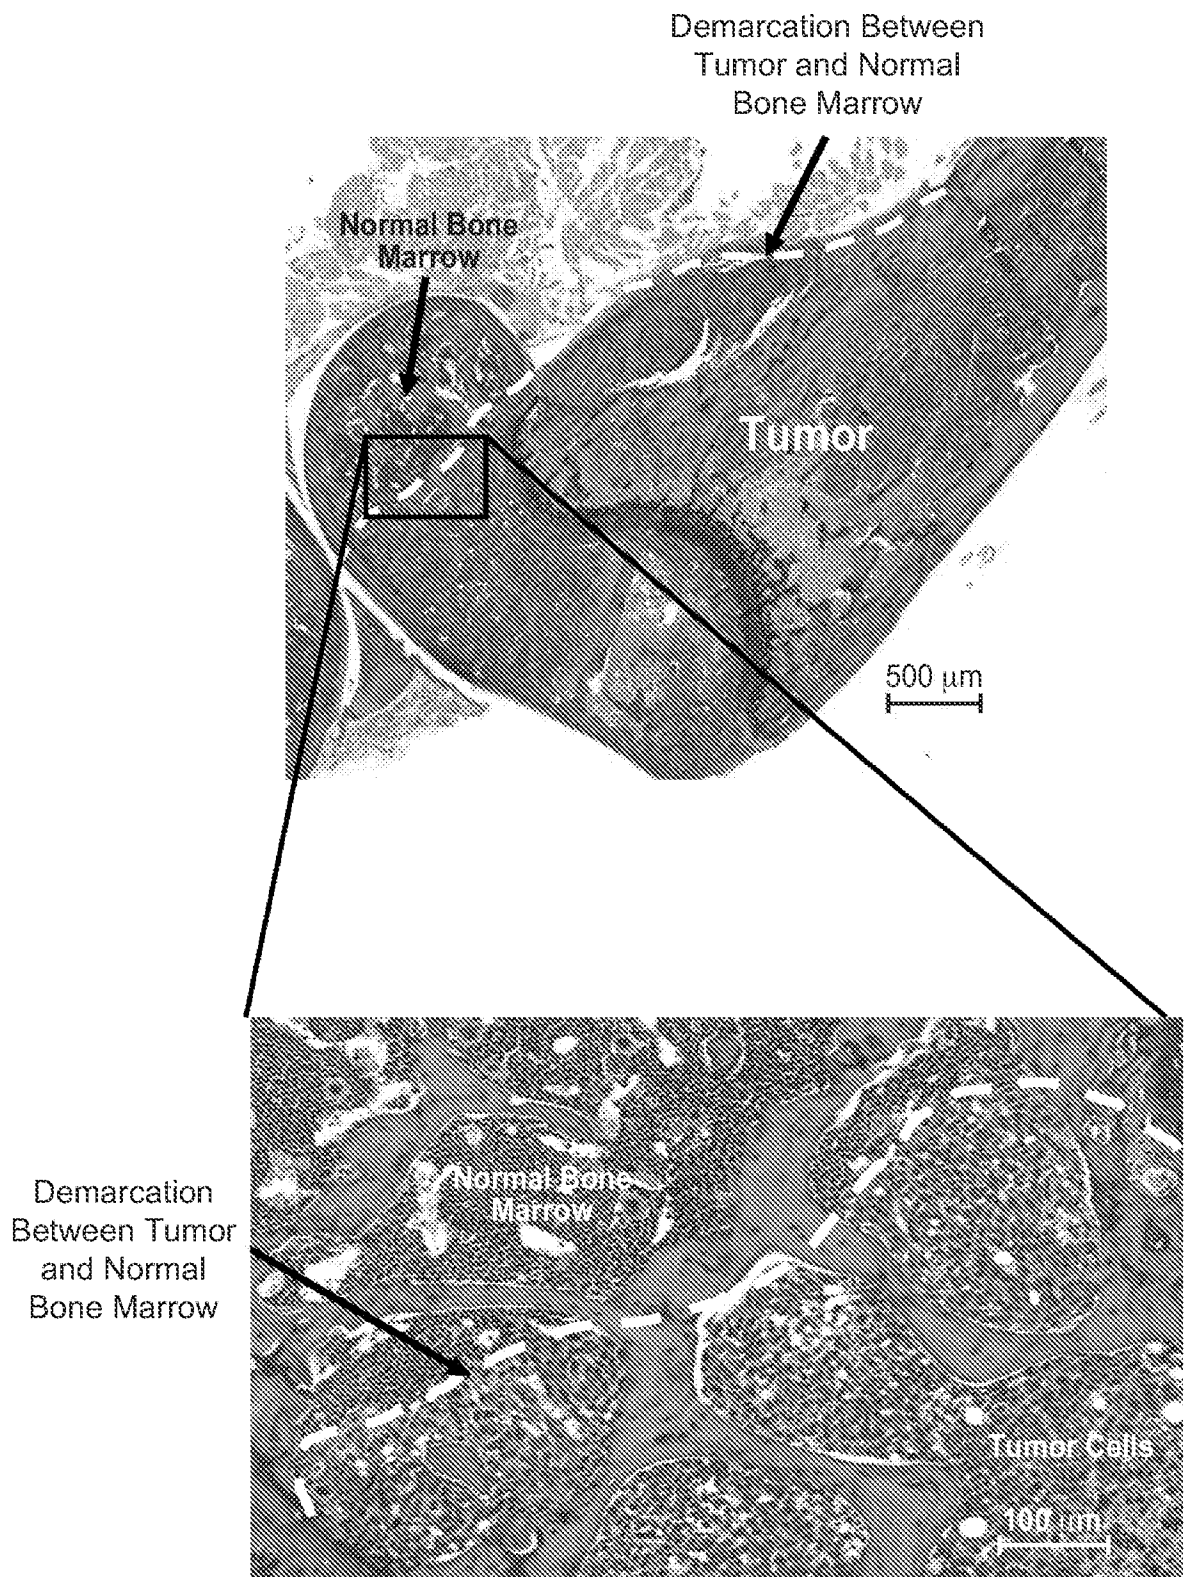 Demarcation Between
Tumor and Normal
Bone Marrow
Normal Bone
Marrow
Tumor
500 μm
Normal Bone
Marrow
Demarcation
Between Tumor
and Normal
Bone Marrow
Tumor Cells
100 μm